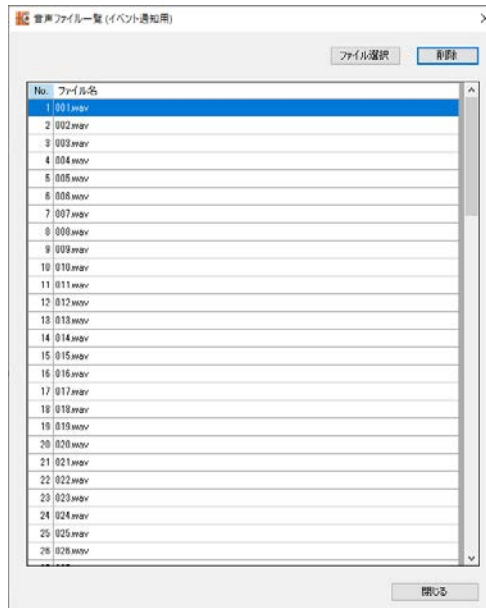 音声ファイル一覧 (イベント通知用)
ファイル選択 削除
No. ファイル名
1 001.wav
2 002.wav
3 003.wav
4 004.wav
5 005.wav
6 006.wav
7 007.wav
8 008.wav
9 009.wav
10 010.wav
11 011.wav
12 012.wav
13 013.wav
14 014.wav
15 015.wav
16 016.wav
17 017.wav
18 018.wav
19 019.wav
20 020.wav
21 021.wav
22 022.wav
23 023.wav
24 024.wav
25 025.wav
26 026.wav
閉じる